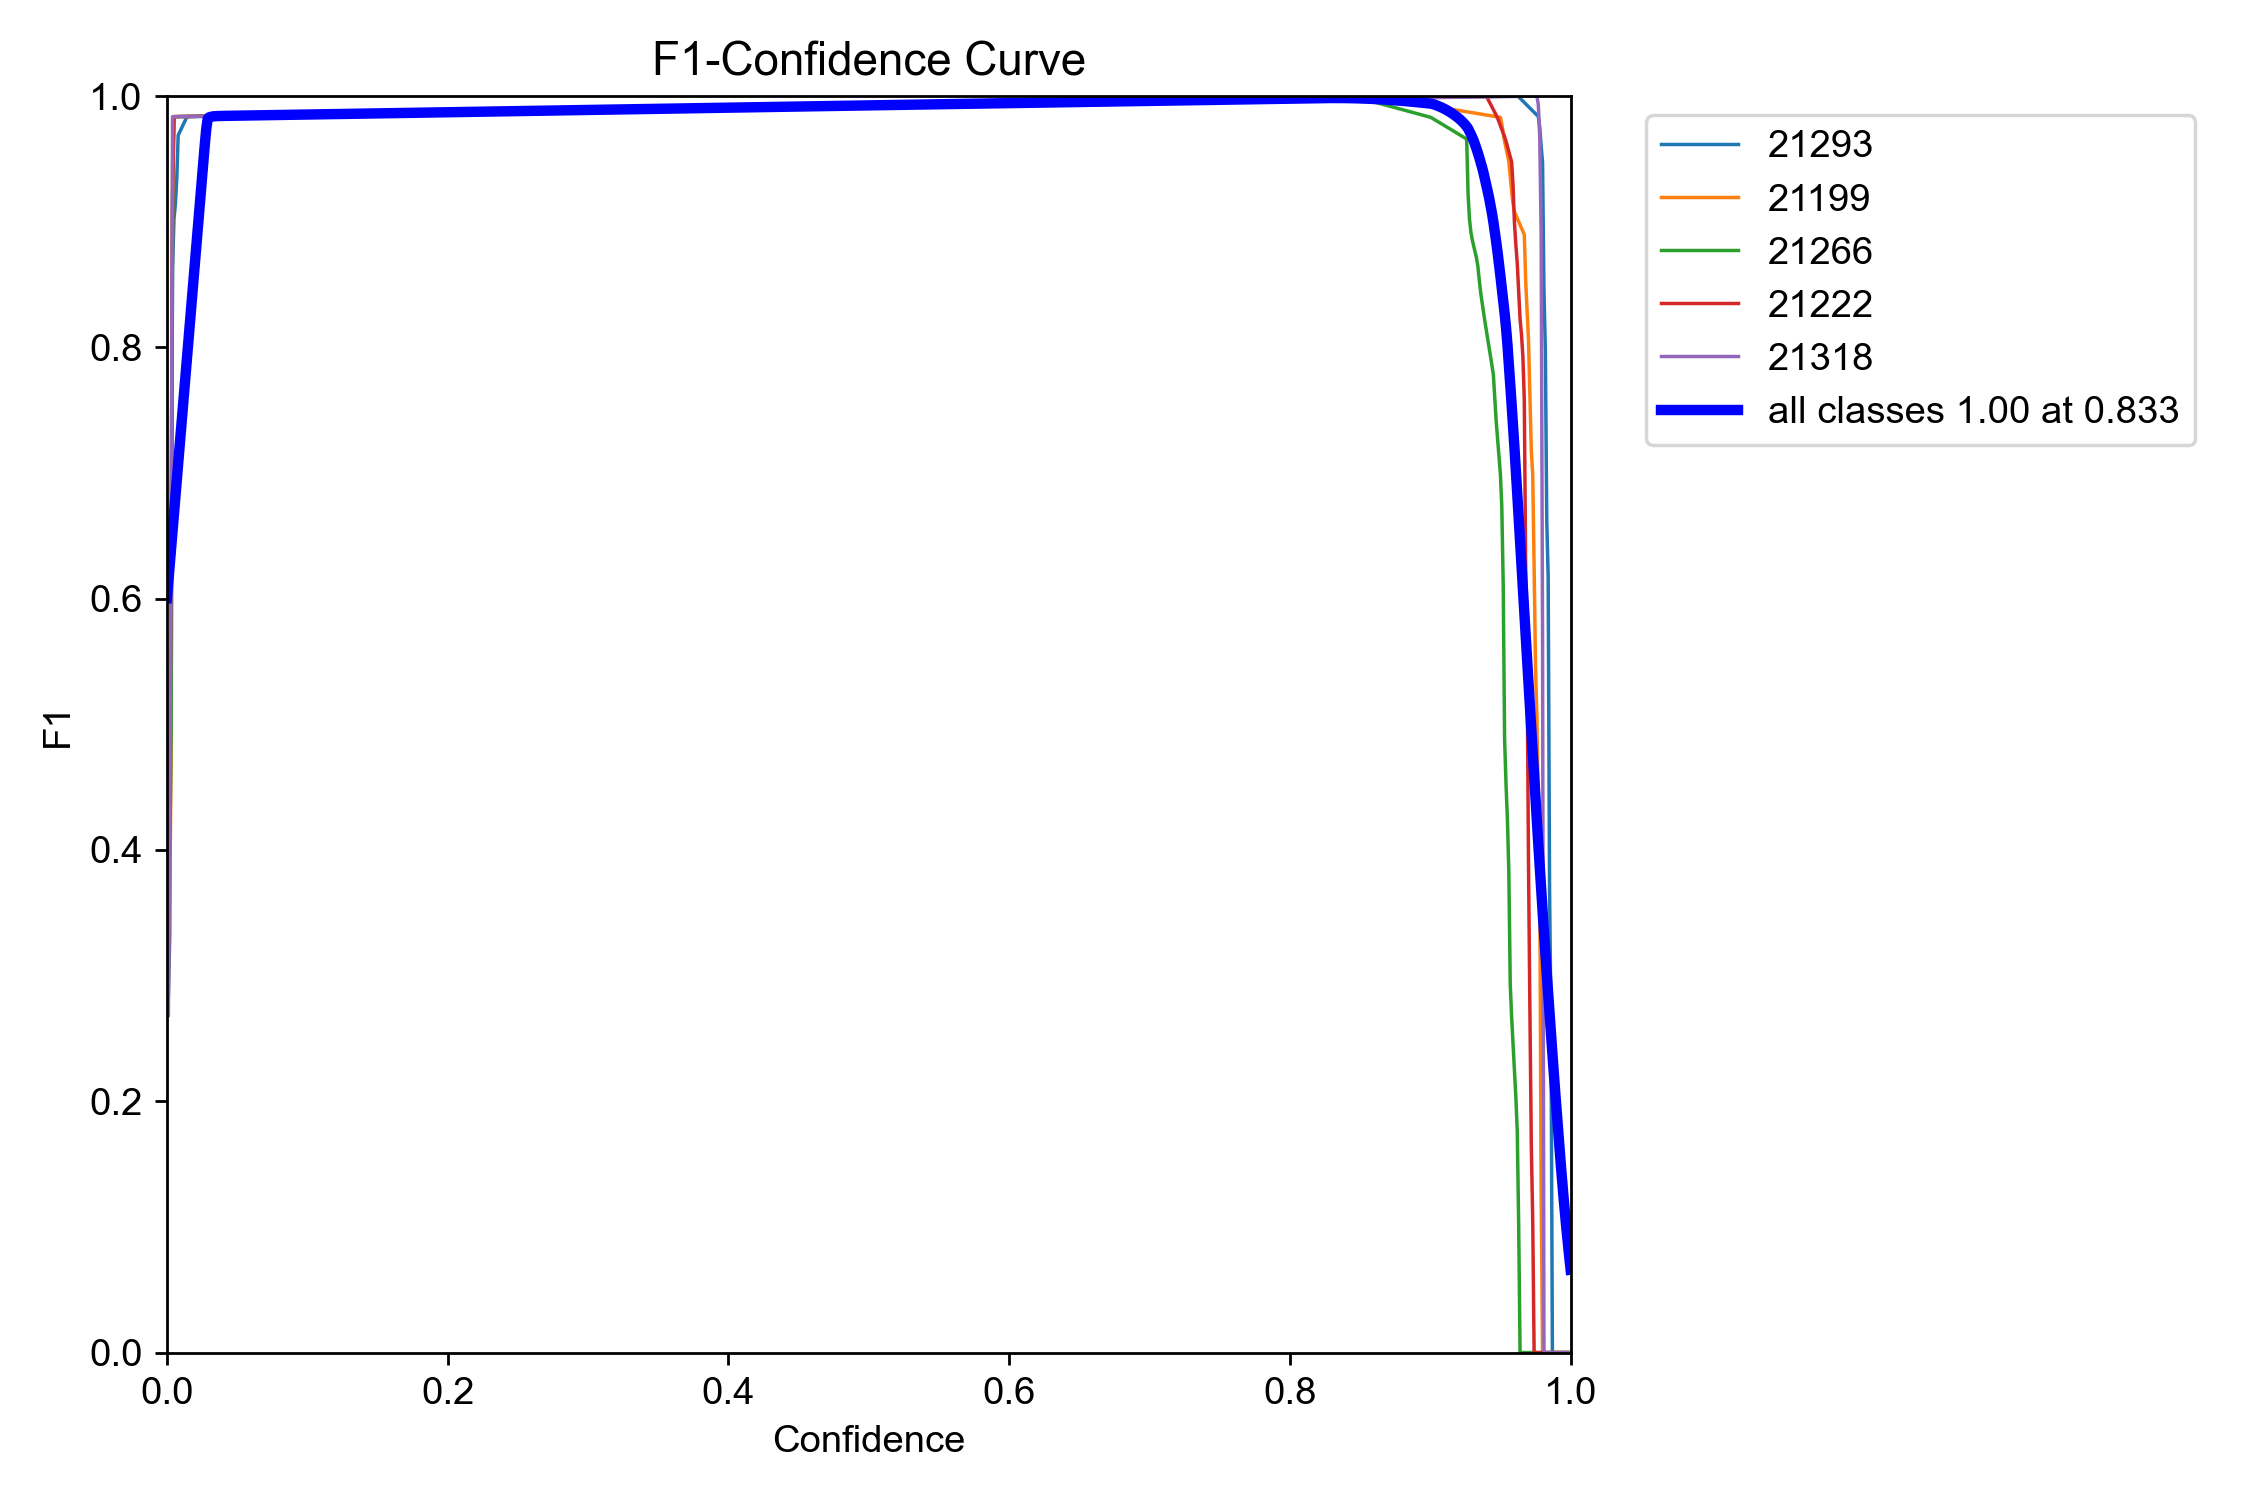 F1-Confidence Curve
1.0
0.8
0.6
0.4
0.2
0.0
F1
0.0 0.2 0.4 0.6 0.8 1.0
Confidence
21293
21199
21266
21222
21318
all classes 1.00 at 0.833